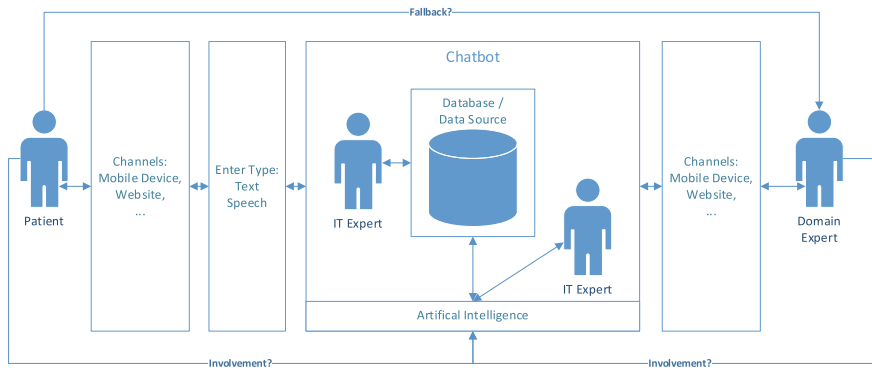 Fallback?
Chatbot
Database /
Data Source
Channels:
Mobile Device,
Website,
...
Enter Type:
Text
Speech
Channels:
Mobile Device,
Website,
...
Patient
IT Expert
Domain
Expert
IT Expert
Artifical Intelligence
Involvement?
Involvement?